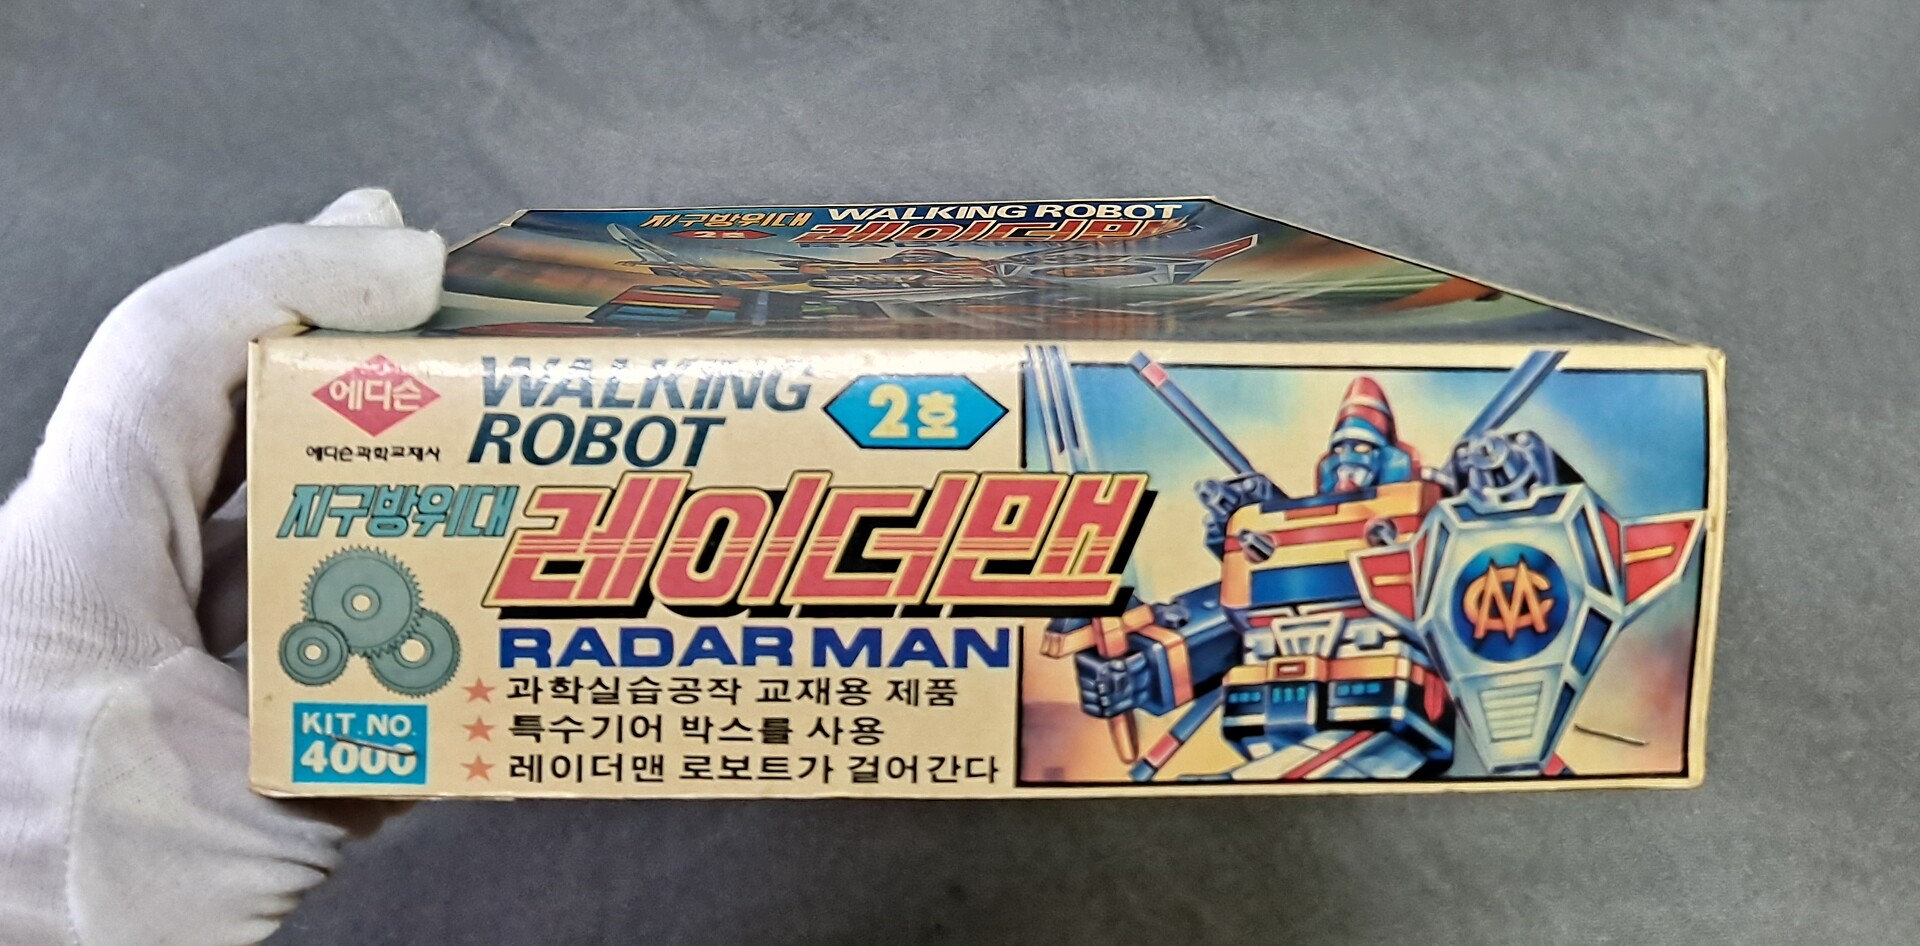 지구방위대 WALKING ROBOT
2호 레이더맨
에디슨
에디슨과학교재사
WALKING
ROBOT
2호
지구방위대 레이더맨
RADAR MAN
KIT. NO.
4000
★ 과학실습공작 교재용 제품
★ 특수기어 박스를 사용
★ 레이더맨 로보트가 걸어간다